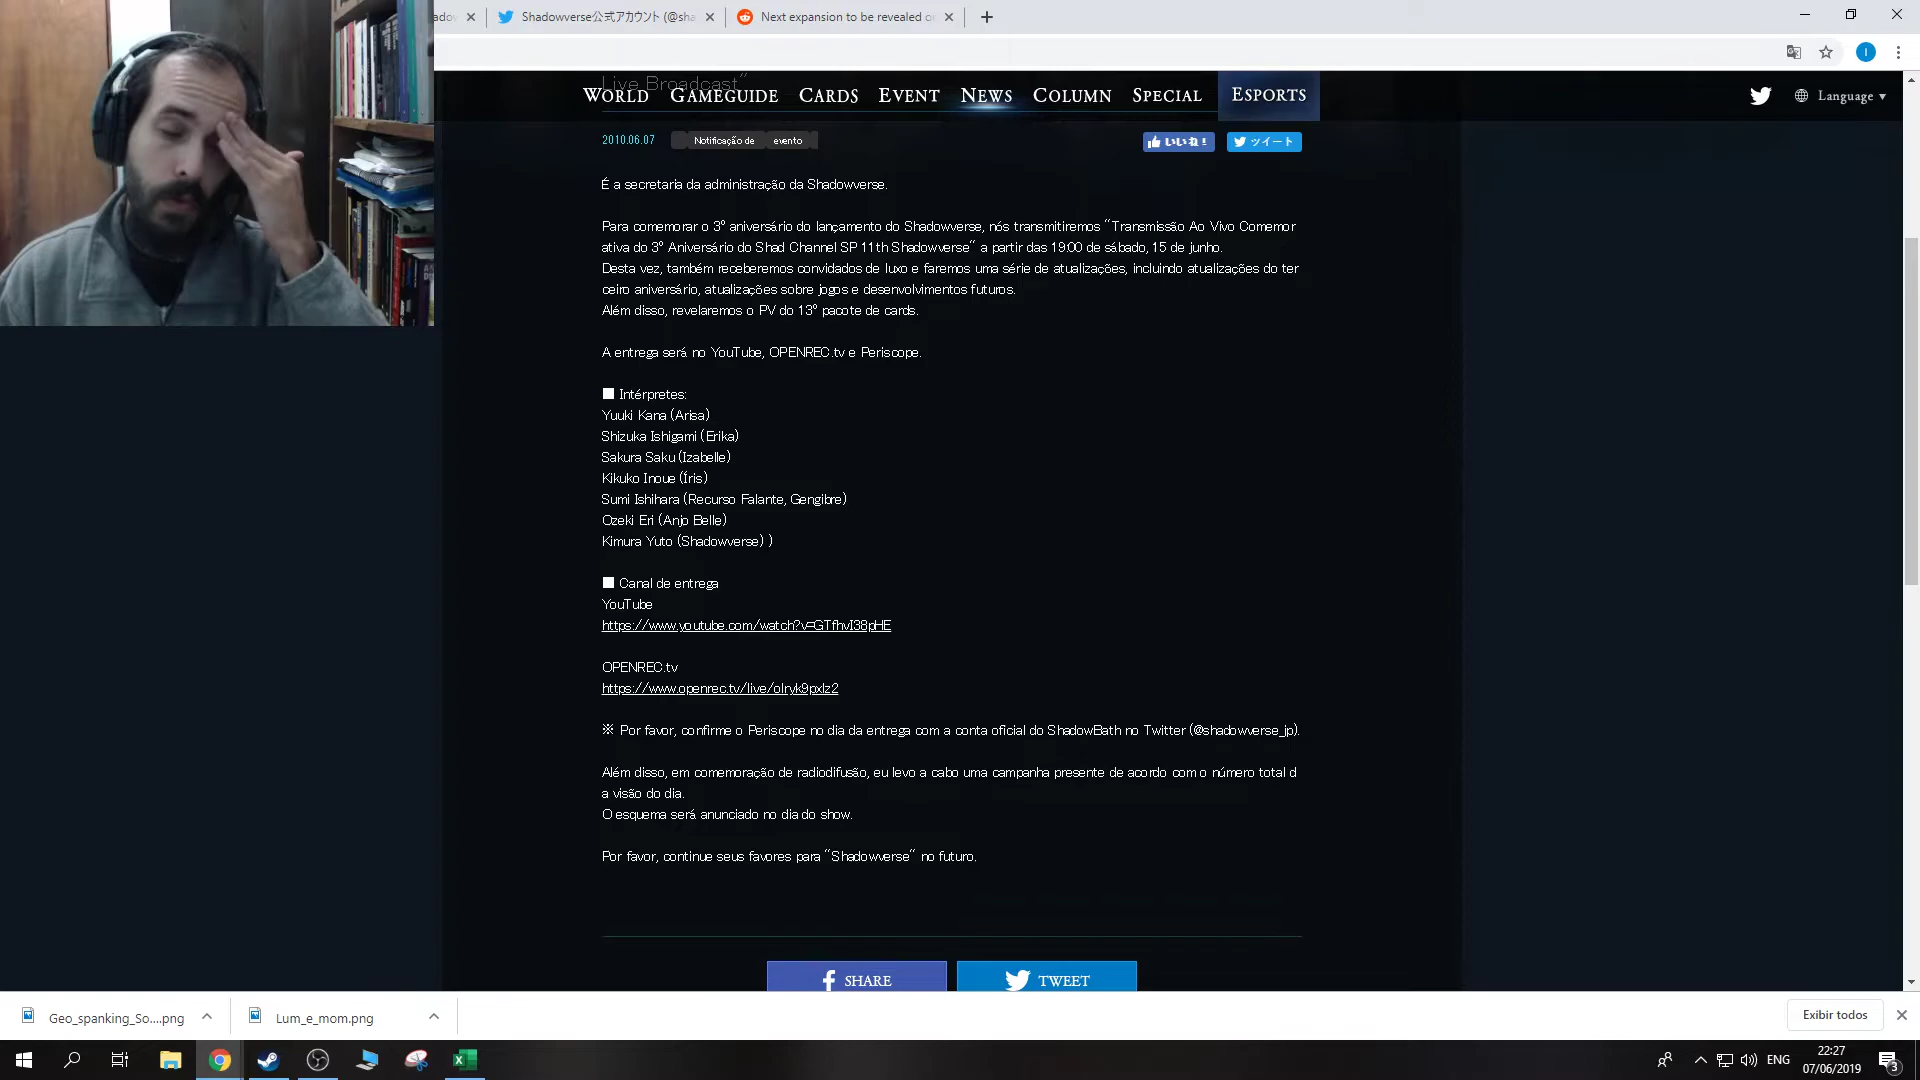 Shadowverse公式アカウント (@sha
Next expansion to be revealed o
Live Broadcast"
WORLD GAMEGUIDE CARDS EVENT NEWS COLUMN SPECIAL ESPORTS
Language
2010.06.07 Notificação de evento
いいね!
ツイート
É a secretaria da administração da Shadowverse.
Para comemorar o 3º aniversário do lançamento do Shadowverse, nós transmitiremos "Transmissão Ao Vivo Comemor
ativa do 3º Aniversário do Shad Channel SP 11th Shadowverse" a partir das 19:00 de sábado, 15 de junho.
Desta vez, também receberemos convidados de luxo e faremos uma série de atualizações, incluindo atualizações do ter
ceiro aniversário, atualizações sobre jogos e desenvolvimentos futuros.
Além disso, revelaremos o PV do 13º pacote de cards.
A entrega será no YouTube, OPENREC.tv e Periscope.
■ Intérpretes:
Yuuki Kana (Arisa)
Shizuka Ishigami (Erika)
Sakura Saku (Izabelle)
Kikuko Inoue (Íris)
Sumi Ishihara (Recurso Falante, Gengibre)
Ozeki Eri (Anjo Belle)
Kimura Yuto (Shadowverse) )
■ Canal de entrega
YouTube
https://www.youtube.com/watch?v=GTfhvI38pHE
OPENREC.tv
https://www.openrec.tv/live/olryk9pxlz2
※ Por favor, confirme o Periscope no dia da entrega com a conta oficial do ShadowBath no Twitter (@shadowverse_jp).
Além disso, em comemoração de radiodifusão, eu levo a cabo uma campanha presente de acordo com o número total d
a visão do dia.
O esquema será anunciado no dia do show.
Por favor, continue seus favores para "Shadowverse" no futuro.
SHARE
TWEET
Geo_spanking_So....png
Lum_e_mom.png
Exibir todos
ENG
22:27
07/06/2019
3